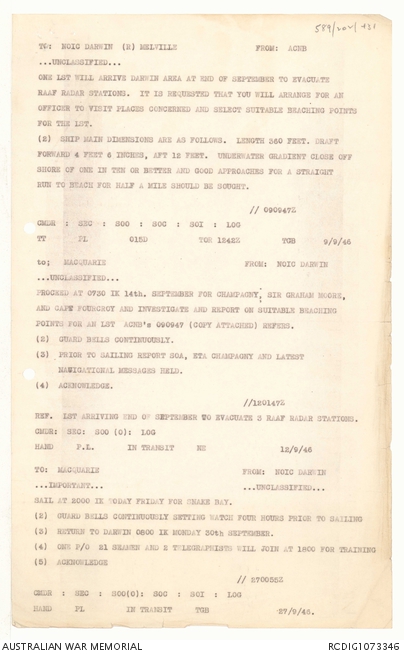 589/202/431
TO: NOIC DARWIN (R) MELVILLE FROM: ACNB
...UNCLASSIFIED...
ONE LST WILL ARRIVE DARWIN AREA AT END OF SEPTEMBER TO EVACUATE
RAAF RADAR STATIONS. IT IS REQUESTED THAT YOU WILL ARRANGE FOR AN
OFFICER TO VISIT PLACES CONCERNED AND SELECT SUITABLE BEACHING POINTS
FOR THE LST.
(2) SHIP MAIN DIMENSIONS ARE AS FOLLOWS. LENGTH 360 FEET. DRAFT
FORWARD 4 FEET 6 INCHES, AFT 12 FEET. UNDERWATER GRADIENT CLOSE OFF
SHORE OF ONE IN TEN OR BETTER AND GOOD APPROACHES FOR A STRAIGHT
RUN TO BEACH FOR HALF A MILE SHOULD BE SOUGHT.
// 090947Z
CMDR : SEC : SOO : SOC : SOI : LOG
TT PL 015D TOR 1242Z TGB 9/9/46
to; MACQUARIE FROM: NOIC DARWIN
...UNCLASSIFIED...
PROCEED AT 0730 IK 14th. SEPTEMBER FOR CHAMPAGNY, SIR GRAHAM MOORE,
AND CAPE FOURCROY AND INVESTIGATE AND REPORT ON SUITABLE BEACHING
POINTS FOR AN LST ACNB's 090947 (COPY ATTACHED) REFERS.
(2) GUARD BELLS CONTINUOUSLY.
(3) PRIOR TO SAILING REPORT SOA, ETA CHAMPAGNY AND LATEST
NAVIGATIONAL MESSAGES HELD.
(4) ACKNOWLEDGE.
//120147Z
REF. LST ARRIVING END OF SEPTEMBER TO EVACUATE 3 RAAF RADAR STATIONS.
CMDR: SEC: SOO (O): LOG
HAND P.L. IN TRANSIT NS 12/9/46
TO: MACQUARIE FROM: NOIC DARWIN
...IMPORTANT... ...UNCLASSIFIED...
SAIL AT 2000 IK TODAY FRIDAY FOR SNAKE BAY.
(2) GUARD BELLS CONTINUOUSLY SETTING WATCH FOUR HOURS PRIOR TO SAILING
(3) RETURN TO DARWIN 0800 IK MONDAY 30th SEPTEMBER.
(4) ONE P/O 21 SEAMEN AND 2 TELEGRAPHISTS WILL JOIN AT 1800 FOR TRAINING
(5) ACKNOWLEDGE
// 270055Z
CMDR : SEC : SOO(O): SOC : SOI : LOG
HAND PL IN TRANSIT TGB 27/9/46.
AUSTRALIAN WAR MEMORIAL RCDIG1073346